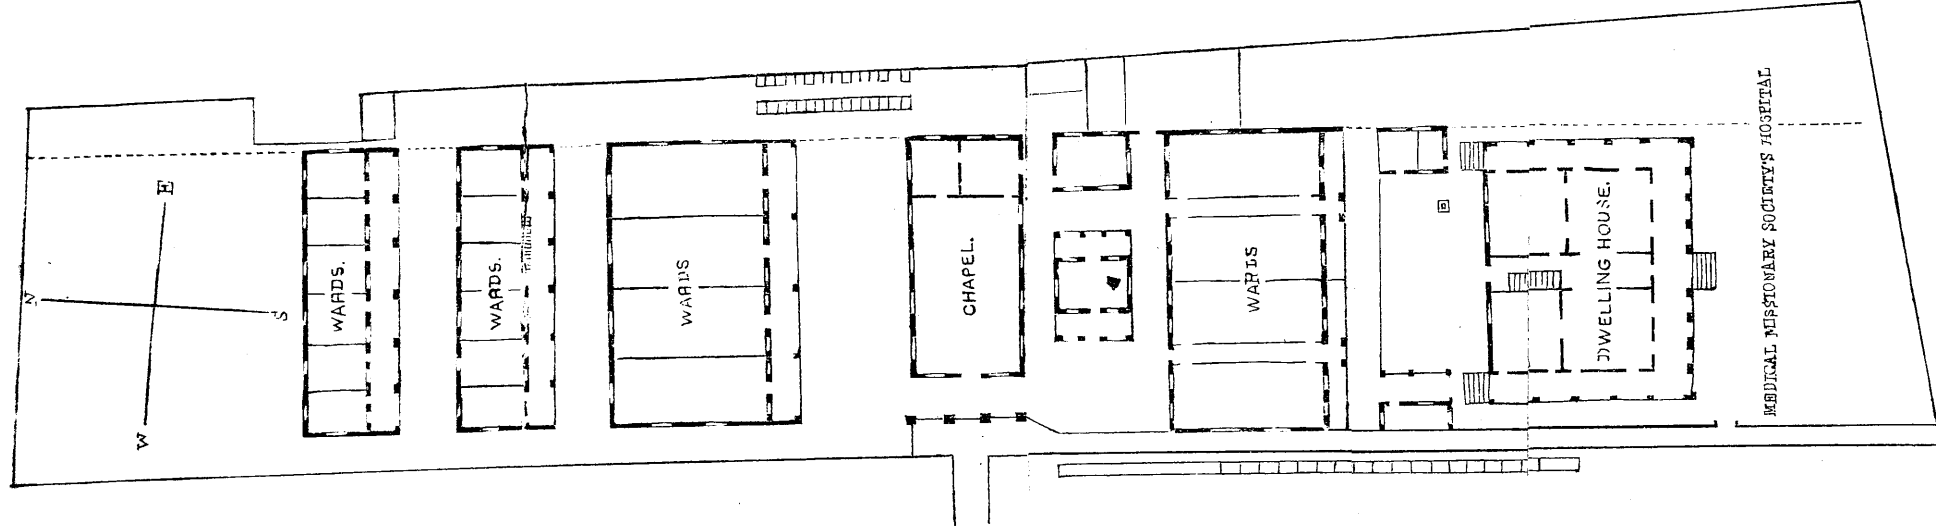 N
E
S
W
WARDS.
WARDS.
WARDS
CHAPEL.
WARDS
DWELLING HOUSE.
MEDICAL MISSIONARY SOCIETY'S HOSPITAL